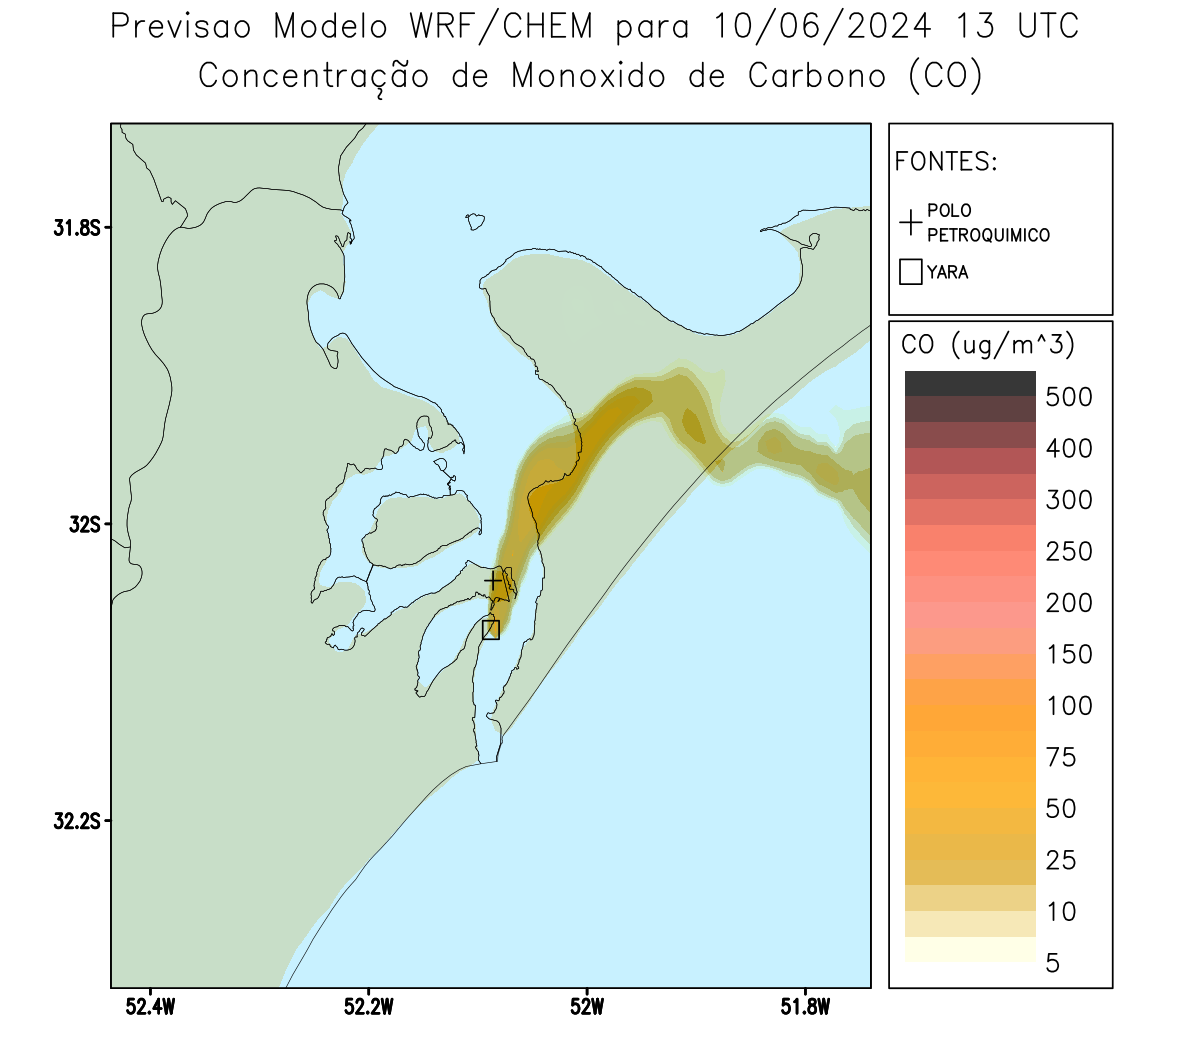 Previsao Modelo WRF/CHEM para 10/06/2024 13 UTC
Concentração de Monoxido de Carbono (CO)
FONTES:
POLO
PETROQUIMICO
YARA
CO (ug/m^3)
500
400
300
250
200
150
100
75
50
25
10
5
31.8S
32S
32.2S
52.4W
52.2W
52W
51.8W